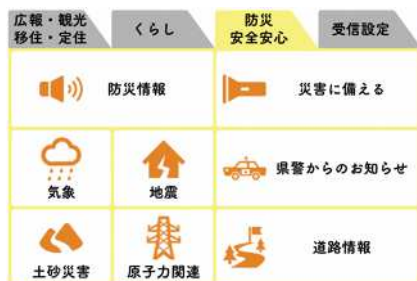 広報・観光
移住・定住
くらし
防災
安全安心
受信設定
防災情報
災害に備える
気象
地震
県警からのお知らせ
土砂災害
原子力関連
道路情報